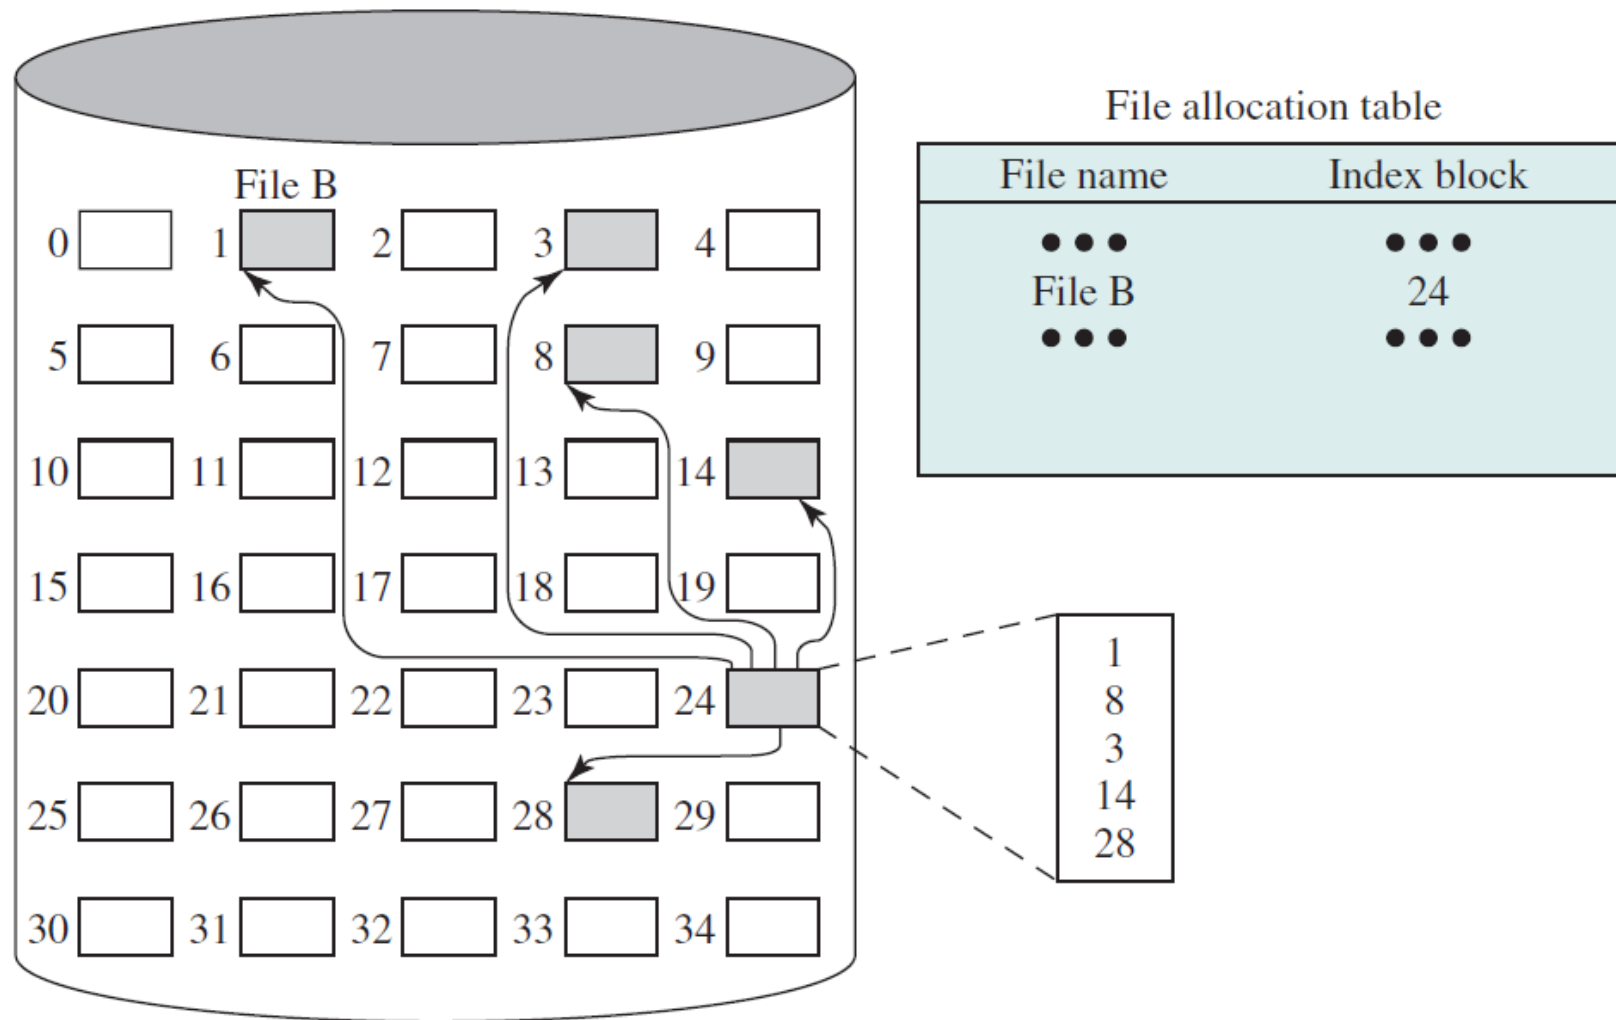 File allocation table
File name Index block
••• •••
File B 24
••• •••
File B
0 1 2 3 4
5 6 7 8 9
10 11 12 13 14
15 16 17 18 19
20 21 22 23 24
25 26 27 28 29
30 31 32 33 34
1
8
3
14
28